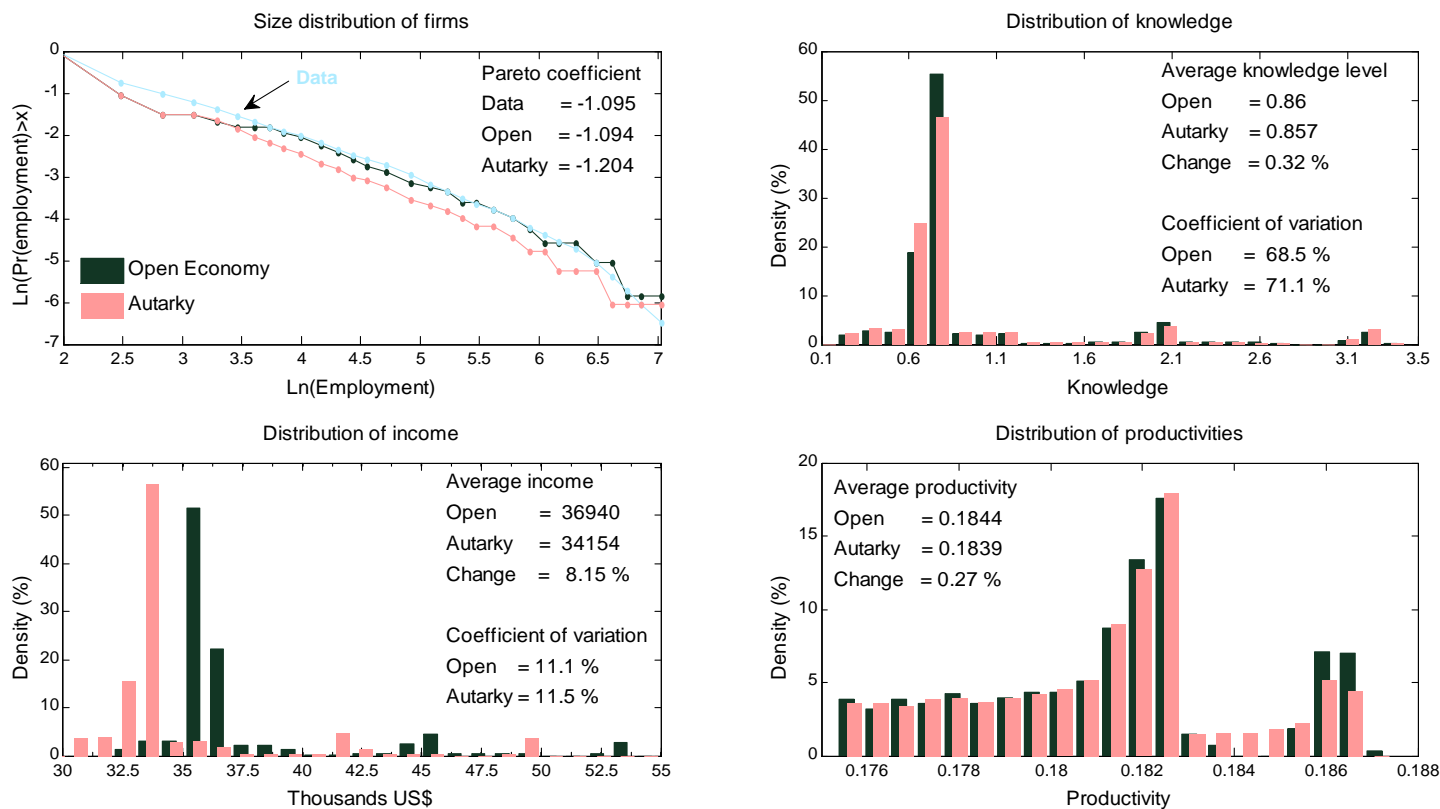 Size distribution of firms
0
-1
-2
-3
-4
-5
-6
-7
Ln(Pr(employment)>x)
Data
Pareto coefficient
Data = -1.095
Open = -1.094
Autarky = -1.204
Open Economy
Autarky
2 2.5 3 3.5 4 4.5 5 5.5 6 6.5 7
Ln(Employment)
Distribution of knowledge
60
50
40
30
20
10
0
Density (%)
Average knowledge level
Open = 0.86
Autarky = 0.857
Change = 0.32 %
Coefficient of variation
Open = 68.5 %
Autarky = 71.1 %
0.1 0.6 1.1 1.6 2.1 2.6 3.1 3.5
Knowledge
Distribution of income
60
50
40
30
20
10
0
Density (%)
Average income
Open = 36940
Autarky = 34154
Change = 8.15 %
Coefficient of variation
Open = 11.1 %
Autarky = 11.5 %
30 32.5 35 37.5 40 42.5 45 47.5 50 52.5 55
Thousands US$
Distribution of productivities
20
15
10
5
0
Density (%)
Average productivity
Open = 0.1844
Autarky = 0.1839
Change = 0.27 %
0.176 0.178 0.18 0.182 0.184 0.186 0.188
Productivity